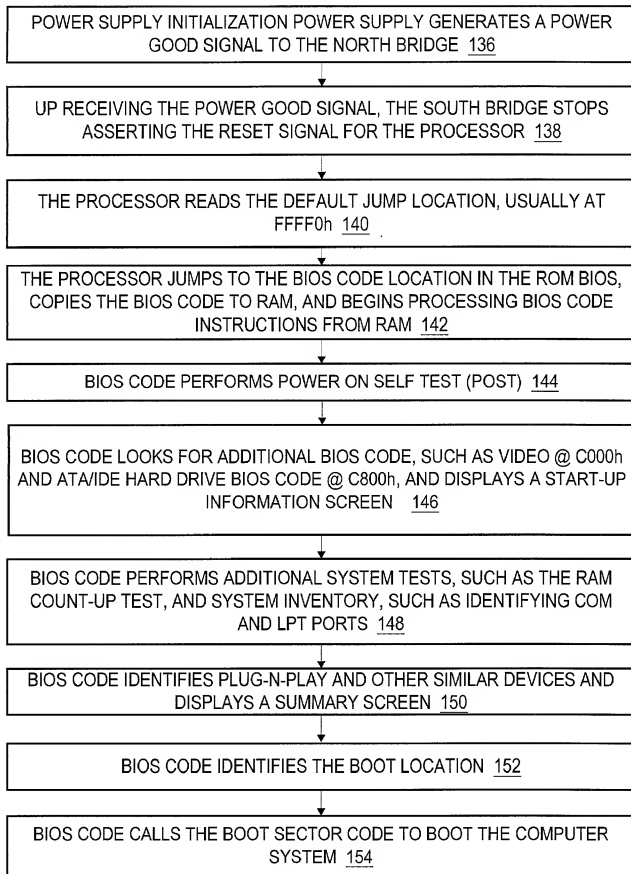 POWER SUPPLY INITIALIZATION POWER SUPPLY GENERATES A POWER
GOOD SIGNAL TO THE NORTH BRIDGE 136
UP RECEIVING THE POWER GOOD SIGNAL, THE SOUTH BRIDGE STOPS
ASSERTING THE RESET SIGNAL FOR THE PROCESSOR 138
THE PROCESSOR READS THE DEFAULT JUMP LOCATION, USUALLY AT
FFFF0h 140
THE PROCESSOR JUMPS TO THE BIOS CODE LOCATION IN THE ROM BIOS,
COPIES THE BIOS CODE TO RAM, AND BEGINS PROCESSING BIOS CODE
INSTRUCTIONS FROM RAM 142
BIOS CODE PERFORMS POWER ON SELF TEST (POST) 144
BIOS CODE LOOKS FOR ADDITIONAL BIOS CODE, SUCH AS VIDEO @ C000h
AND ATA/IDE HARD DRIVE BIOS CODE @ C800h, AND DISPLAYS A START-UP
INFORMATION SCREEN 146
BIOS CODE PERFORMS ADDITIONAL SYSTEM TESTS, SUCH AS THE RAM
COUNT-UP TEST, AND SYSTEM INVENTORY, SUCH AS IDENTIFYING COM
AND LPT PORTS 148
BIOS CODE IDENTIFIES PLUG-N-PLAY AND OTHER SIMILAR DEVICES AND
DISPLAYS A SUMMARY SCREEN 150
BIOS CODE IDENTIFIES THE BOOT LOCATION 152
BIOS CODE CALLS THE BOOT SECTOR CODE TO BOOT THE COMPUTER
SYSTEM 154